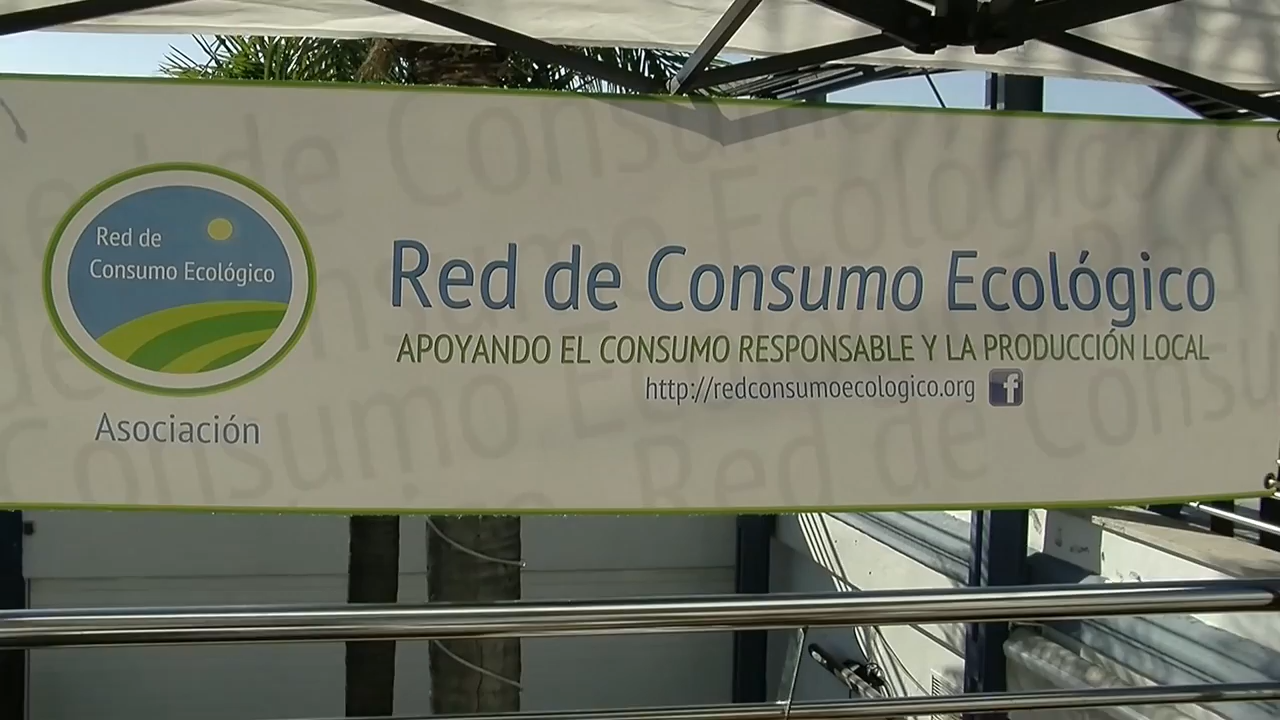 Red de
Consumo Ecológico
Asociación
Red de Consumo Ecológico
APOYANDO EL CONSUMO RESPONSABLE Y LA PRODUCCIÓN LOCAL
http://redconsumoecologico.org f